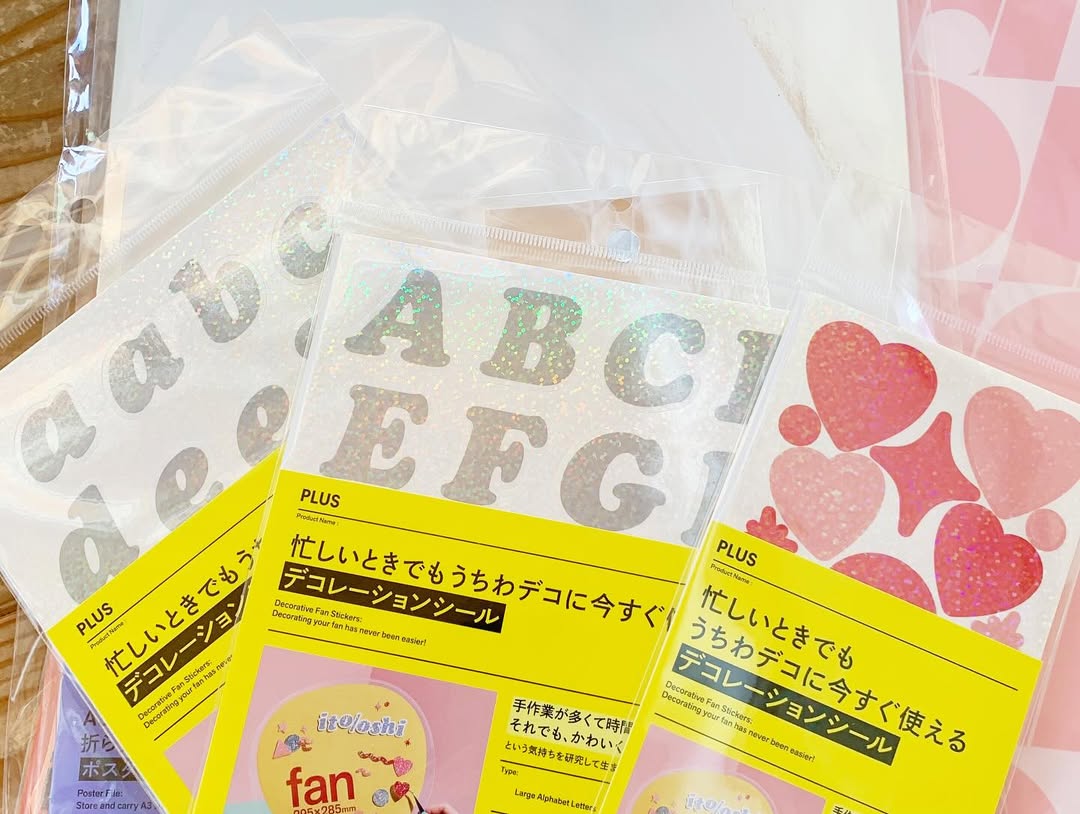 a a b c
d e e
PLUS
Product Name :
忙しいときでもう
デコレーション
Decorative Fan Stickers:
Decorating your fan has never
A B C
E F G
PLUS
Product Name :
忙しいときでもうちわデコに今すぐ
デコレーションシール
Decorative Fan Stickers:
Decorating your fan has never been easier!
ito/oshi
fan
295×285mm
手作業が多くて時間
それでも、かわいく
という気持ちを研究して生
Type:
Large Alphabet Letters
PLUS
Product Name :
忙しいときでも
うちわデコに今すぐ使える
デコレーションシール
Decorative Fan Stickers:
Decorating your fan has never been easier!
ito/oshi
手作
折ら
ポスタ
Poster File:
Store and carry A3